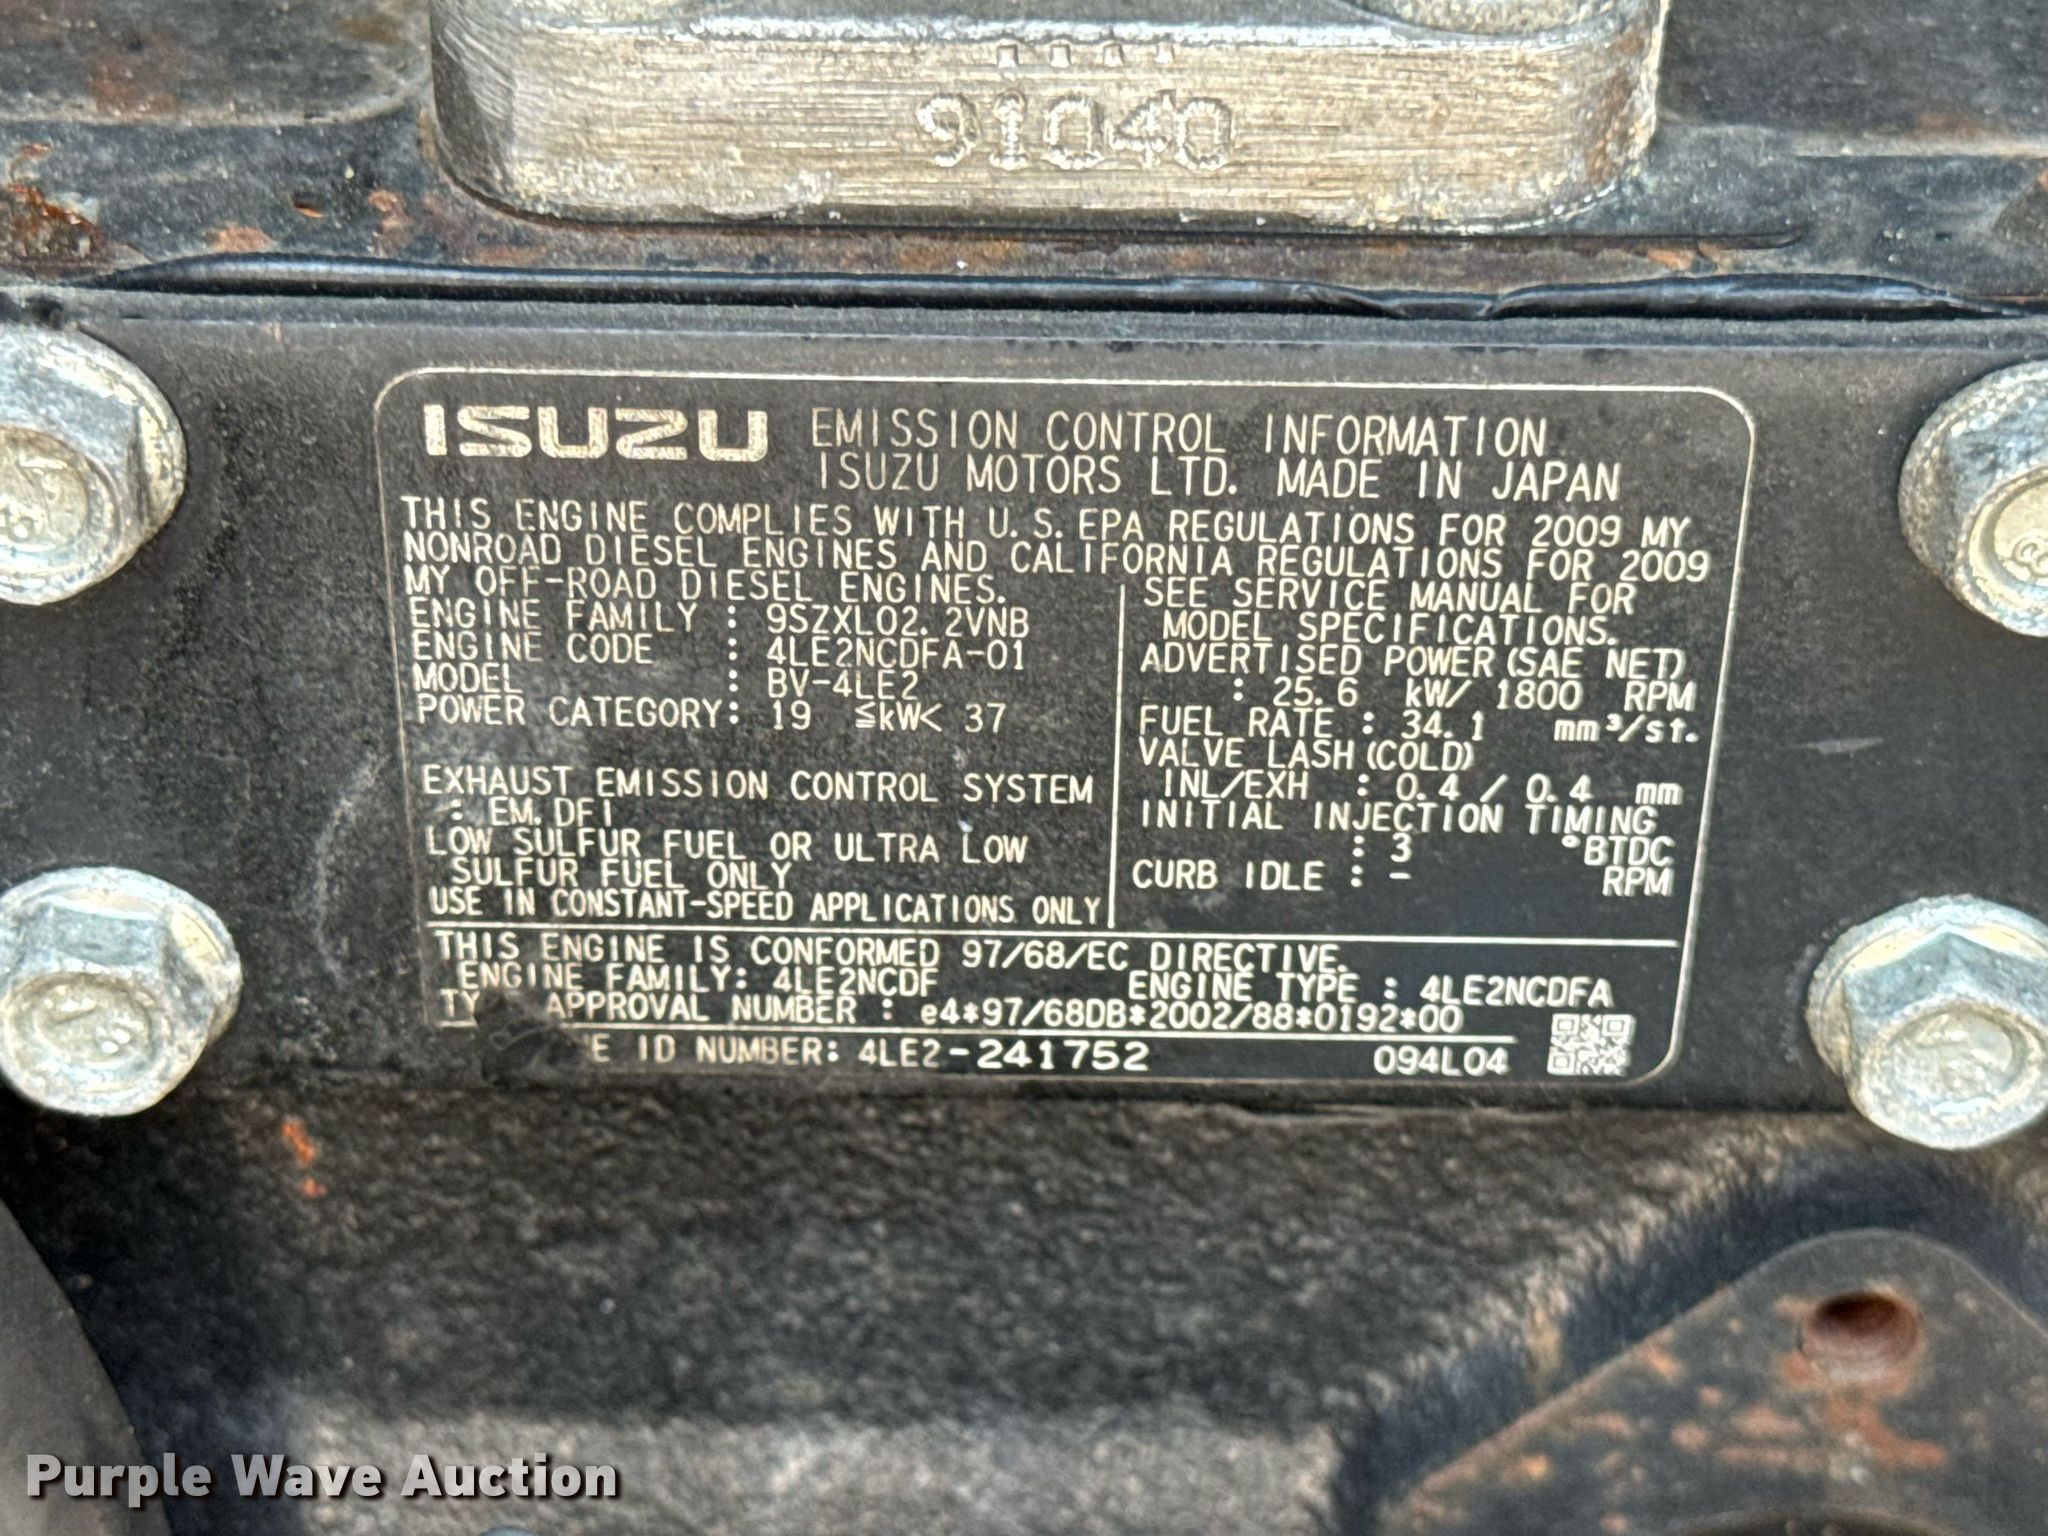 91040
ISUZU EMISSION CONTROL INFORMATION
ISUZU MOTORS LTD. MADE IN JAPAN
THIS ENGINE COMPLIES WITH U.S. EPA REGULATIONS FOR 2009 MY
NONROAD DIESEL ENGINES AND CALIFORNIA REGULATIONS FOR 2009
MY OFF-ROAD DIESEL ENGINES.
ENGINE FAMILY : 9SZXL02.2VNB
ENGINE CODE : 4LE2NCDFA-01
MODEL : BV-4LE2
POWER CATEGORY: 19 ≦kW< 37
EXHAUST EMISSION CONTROL SYSTEM
: EM.DFI
LOW SULFUR FUEL OR ULTRA LOW
SULFUR FUEL ONLY
USE IN CONSTANT-SPEED APPLICATIONS ONLY
SEE SERVICE MANUAL FOR
MODEL SPECIFICATIONS.
ADVERTISED POWER (SAE NET)
: 25.6 kW/ 1800 RPM
FUEL RATE : 34.1 mm³/st.
VALVE LASH (COLD)
INL/EXH : 0.4 / 0.4 mm
INITIAL INJECTION TIMING
: 3 °BTDC
CURB IDLE : - RPM
THIS ENGINE IS CONFORMED 97/68/EC DIRECTIVE.
ENGINE FAMILY: 4LE2NCDF ENGINE TYPE : 4LE2NCDFA
APPROVAL NUMBER : e4*97/68DB*2002/88*0192*00
ID NUMBER: 4LE2-241752 094L04
Purple Wave Auction